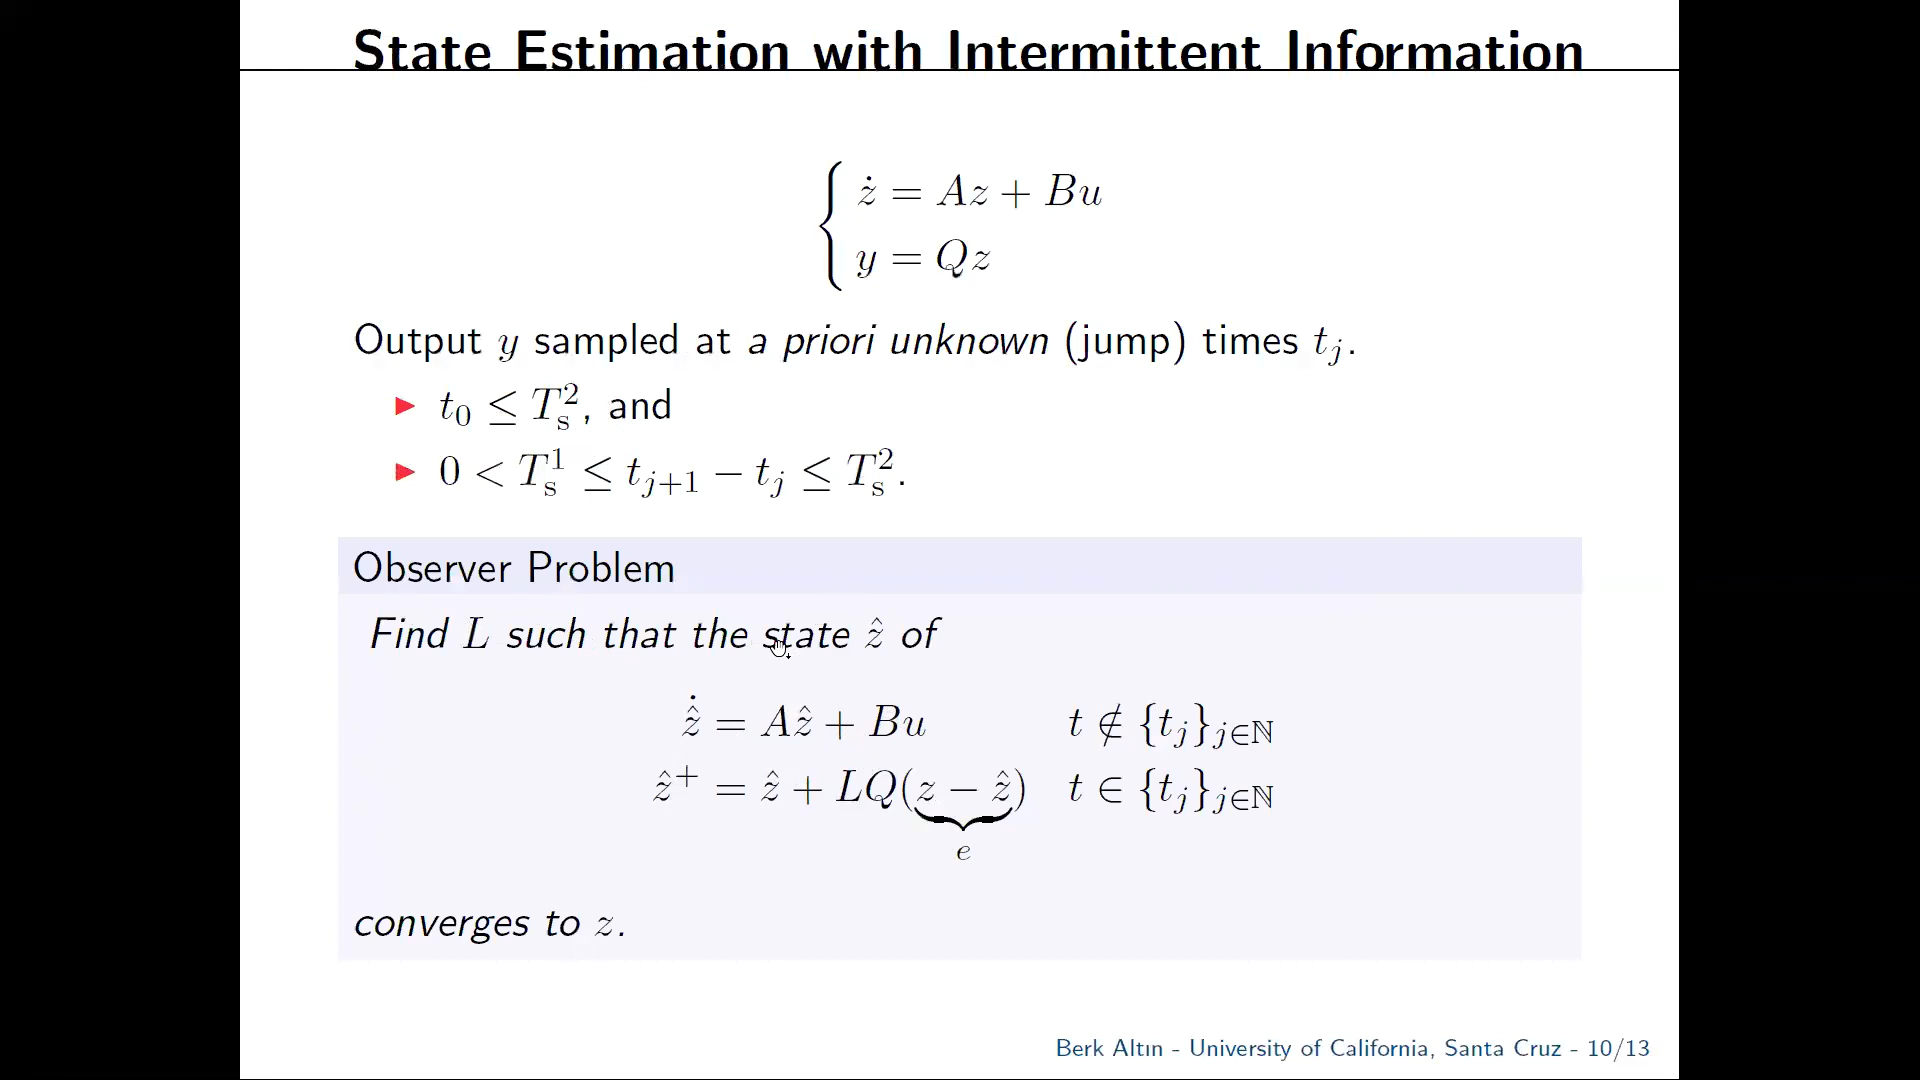 State Estimation with Intermittent Information
ż = Az + Bu
y = Qz
Output y sampled at a priori unknown (jump) times t_j.
▶ t_0 ≤ T_s^2, and
▶ 0 < T_s^1 ≤ t_{j+1} − t_j ≤ T_s^2.
Observer Problem
Find L such that the state ẑ of
\dot{ẑ} = Aẑ + Bu t ∉ {t_j}_{j∈ℕ}
ẑ^+ = ẑ + LQ(z − ẑ) t ∈ {t_j}_{j∈ℕ}
e
converges to z.
Berk Altın - University of California, Santa Cruz - 10/13